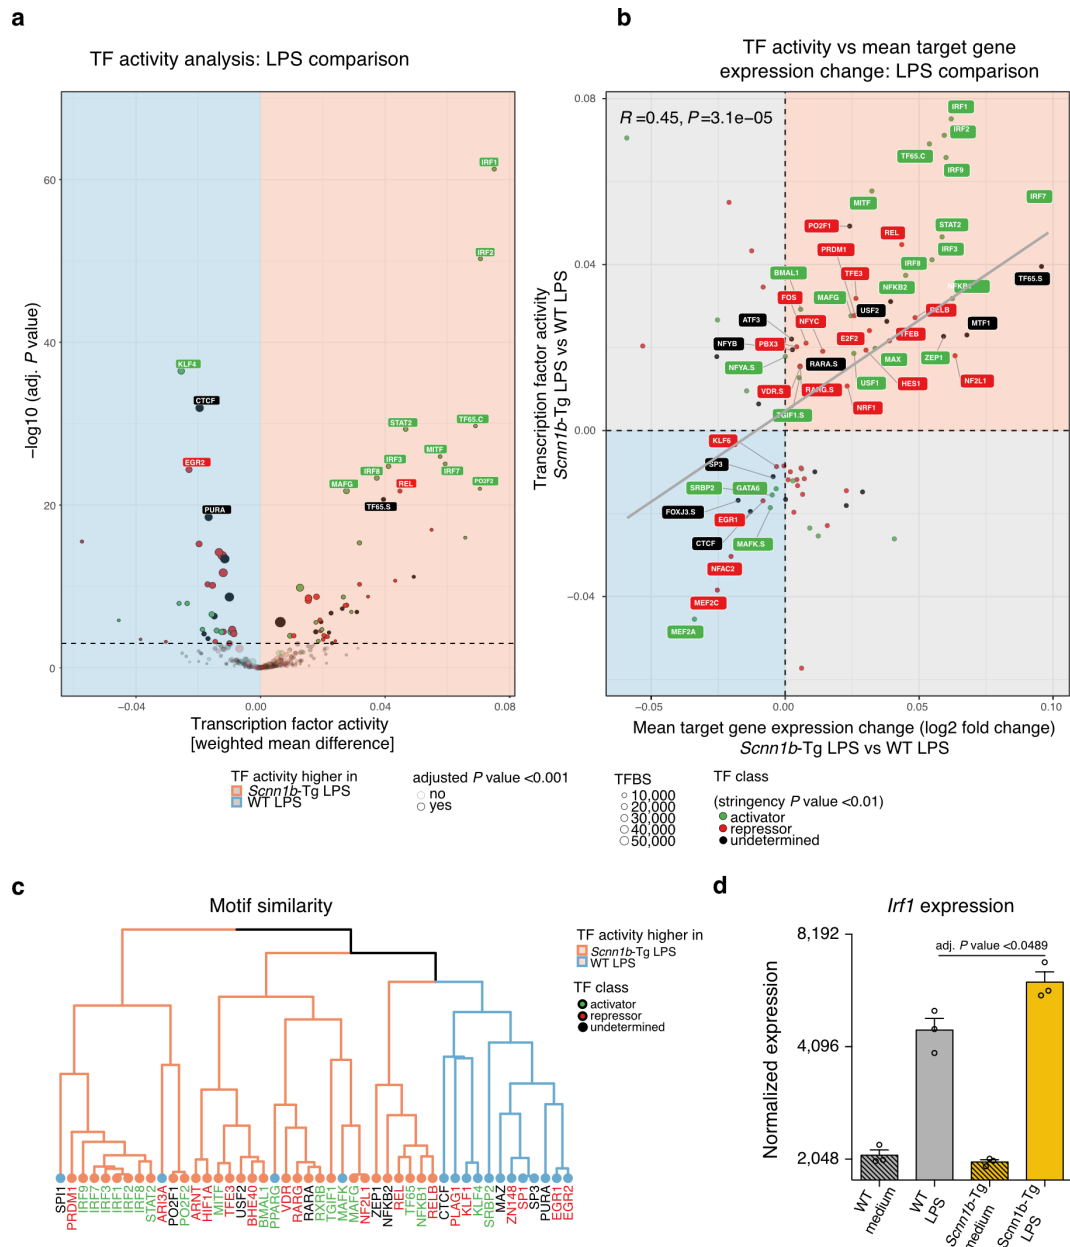 a
TF activity analysis: LPS comparison
−log10 (adj. P value)
60
40
20
0
−0.04
0.00
0.04
0.08
IRF1
IRF2
KLF4
CTCF
EGR2
PURA
STAT2
TF65.C
MITF
IRF3
IRF8
IRF7
MAFG
REL
PO2F2
TF65.S
Transcription factor activity
[weighted mean difference]
TF activity higher in
Scnn1b-Tg LPS
WT LPS
adjusted P value <0.001
no
yes
b
TF activity vs mean target gene
expression change: LPS comparison
R =0.45, P=3.1e−05
Transcription factor activity
Scnn1b-Tg LPS vs WT LPS
0.08
0.04
0.00
−0.04
−0.05
0.00
0.05
0.10
IRF1
IRF2
TF65.C
IRF9
IRF7
MITF
PO2F1
REL
STAT2
PRDM1
IRF3
BMAL1
TFE3
IRF8
TF65.S
FOS
MAFG
NFKB2
ATF3
NFYC
USF2
RELB
MTF1
NFYB
PBX3
E2F2
TFEB
NFYA.S
RARA.S
MAX
ZEP1
VDR.S
RARG.S
USF1
HES1
NF2L1
TGIF1.S
NRF1
KLF6
SP3
SRBP2
GATA6
FOXJ3.S
EGR1
CTCF
MAFK.S
NFAC2
MEF2C
MEF2A
Mean target gene expression change (log2 fold change)
Scnn1b-Tg LPS vs WT LPS
TFBS
10,000
20,000
30,000
40,000
50,000
TF class
(stringency P value <0.01)
activator
repressor
undetermined
c
Motif similarity
TF activity higher in
Scnn1b-Tg LPS
WT LPS
TF class
activator
repressor
undetermined
SPI1
PRDM1
IRF9
IRF7
IRF3
IRF1
IRF2
IRF8
STAT2
ARI3A
PO2F1
PO2F2
ARNT
HIF1A
MITF
TFE3
USF2
BHE40
BMAL1
PPARG
VDR
RARG
RARA
RXRB
TGIF1
MAFK
MAFG
NF2L1
ZEP1
NFKB2
REL
TF65
NFKB1
RELB
CTCF
PLAG1
KLF1
KLF4
SRBP2
MAZ
ZN148
SP1
SP3
PURA
EGR1
EGR2
d
Irf1 expression
Normalized expression
8,192
4,096
2,048
adj. P value <0.0489
WT
medium
WT
LPS
Scnn1b-Tg
medium
Scnn1b-Tg
LPS